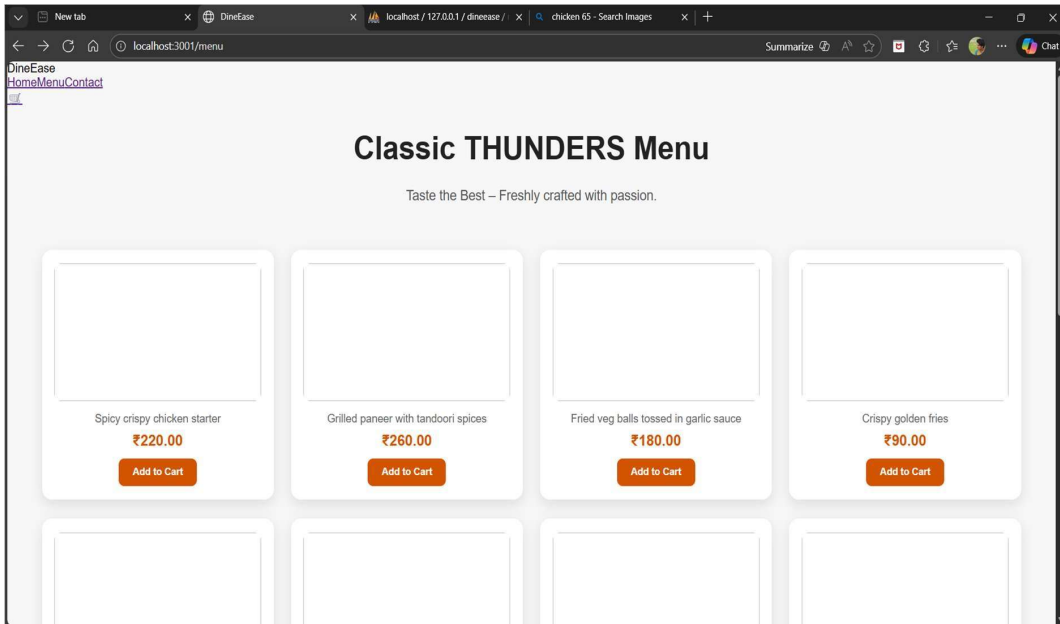 New tab
DineEase
localhost / 127.0.0.1 / dineease /
chicken 65 - Search Images
localhost:3001/menu
Summarize
Chat
DineEase
HomeMenuContact
Classic THUNDERS Menu
Taste the Best – Freshly crafted with passion.
Spicy crispy chicken starter
Grilled paneer with tandoori spices
Fried veg balls tossed in garlic sauce
Crispy golden fries
₹220.00
₹260.00
₹180.00
₹90.00
Add to Cart
Add to Cart
Add to Cart
Add to Cart